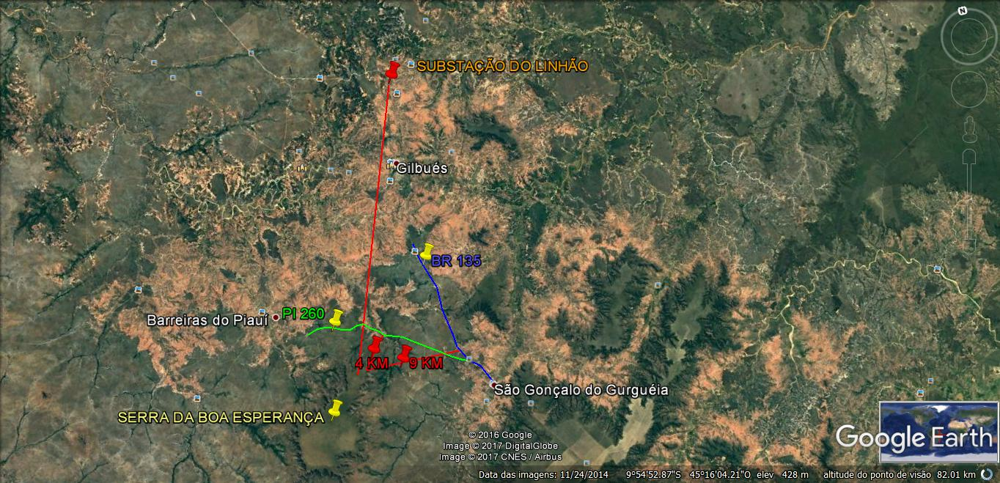 N
SUBSTAÇÃO DO LINHÃO
Gilbués
BR 135
Barreiras do Piauí
PI 260
4 KM
9 KM
São Gonçalo do Gurguéia
SERRA DA BOA ESPERANÇA
© 2016 Google
Image © 2017 DigitalGlobe
Image © 2017 CNES / Airbus
Google Earth
Data das imagens: 11/24/2014 9°54'52.87"S 45°16'04.21"O elev 428 m altitude do ponto de visão 82.01 km